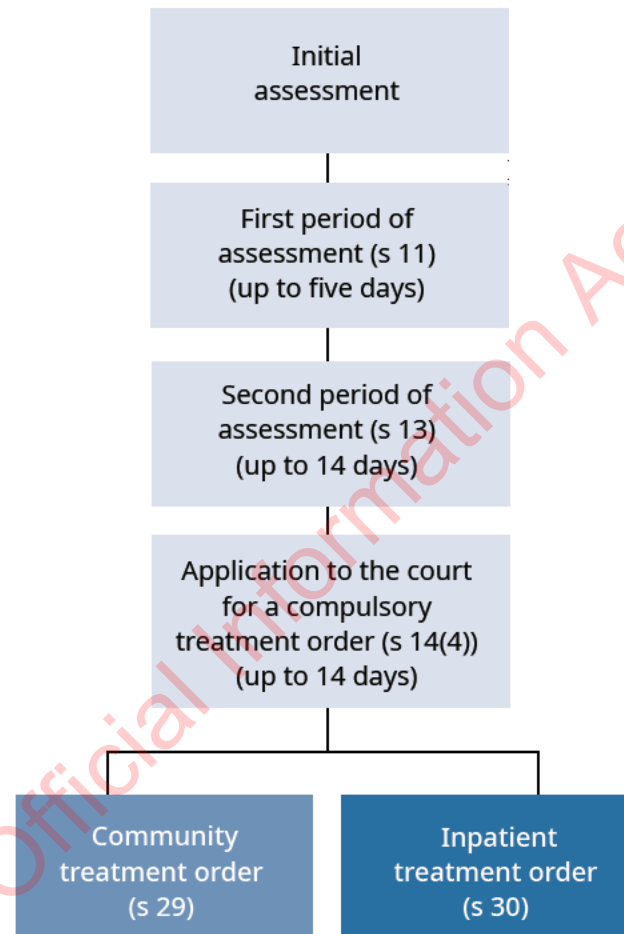 Initial
assessment
First period of
assessment (s 11)
(up to five days)
Second period of
assessment (s 13)
(up to 14 days)
Application to the court
for a compulsory
treatment order (s 14(4))
(up to 14 days)
Community
treatment order
(s 29)
Inpatient
treatment order
(s 30)
Official Information